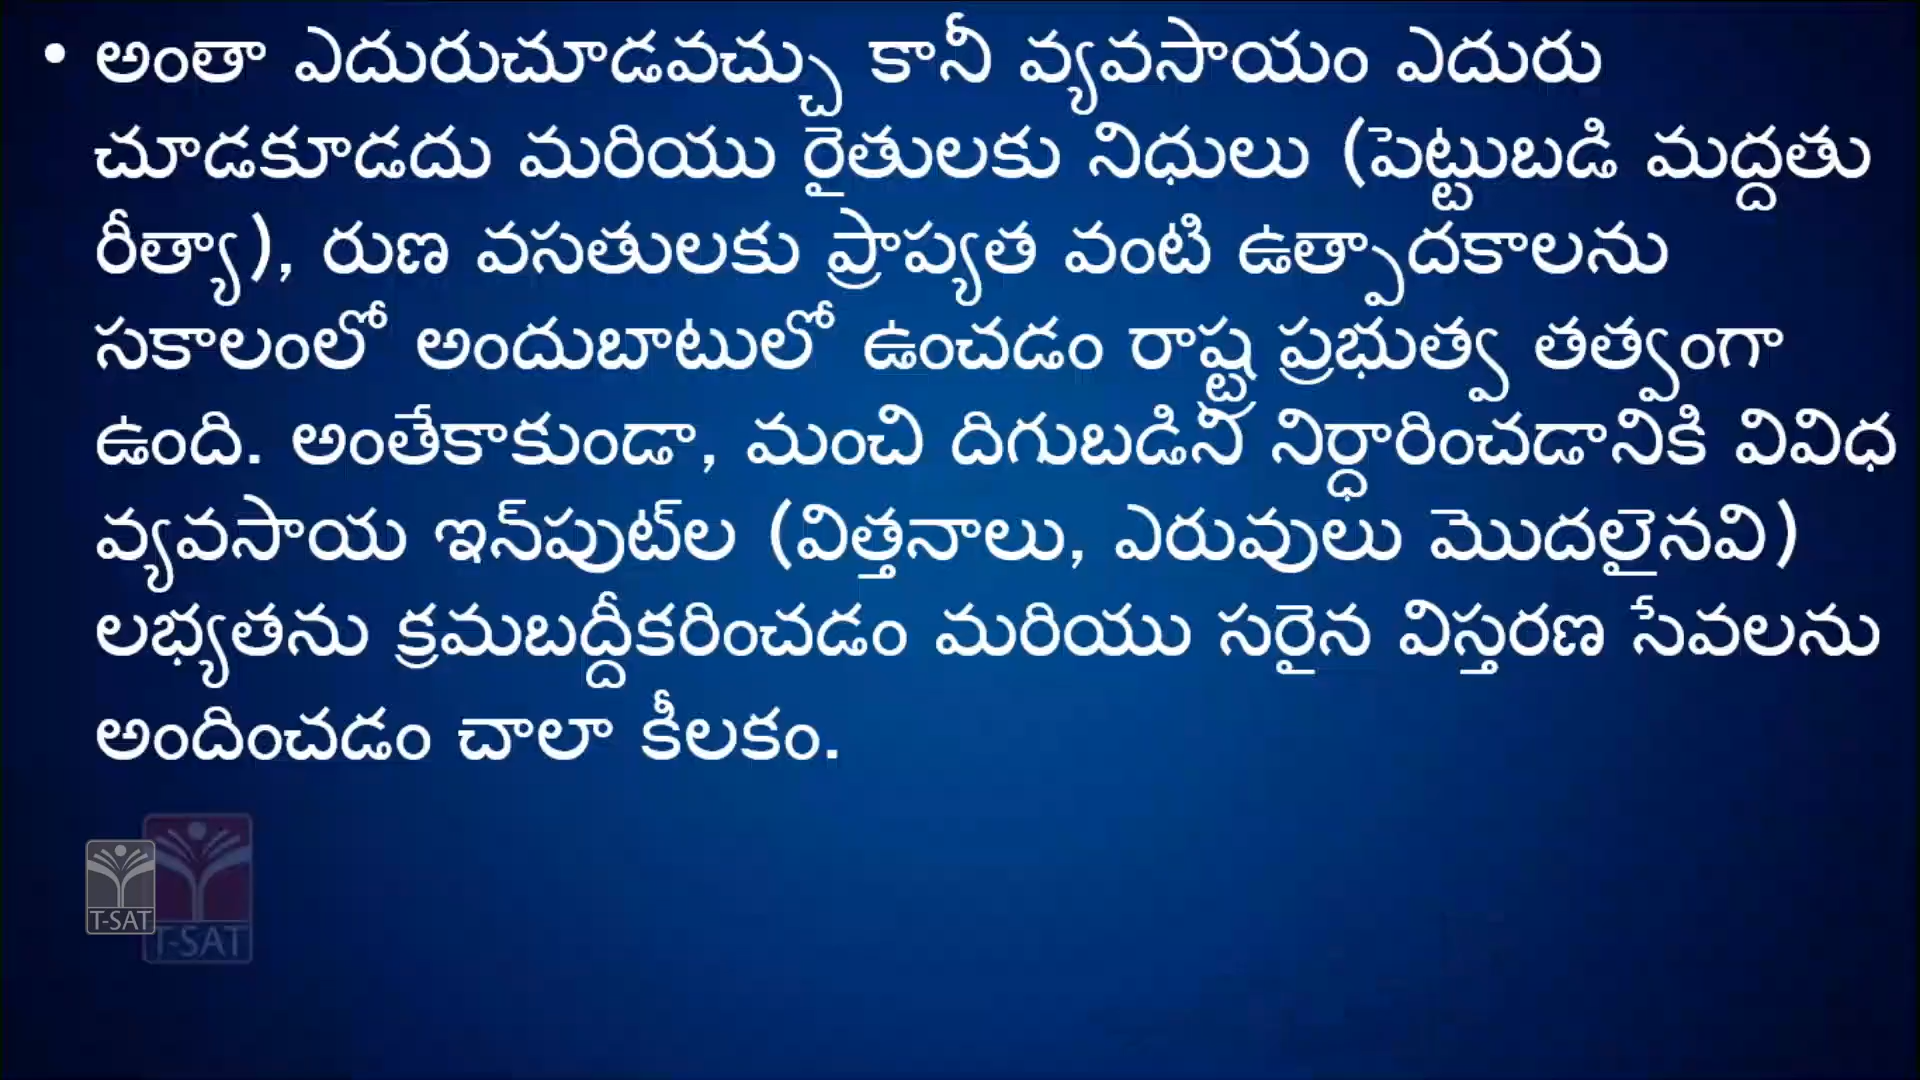 • అంతా ఎదురుచూడవచ్చు కానీ వ్యవసాయం ఎదురు
చూడకూడదు మరియు రైతులకు నిధులు (పెట్టుబడి మద్దతు
రీత్యా), రుణ వసతులకు ప్రాప్యత వంటి ఉత్పాదకాలను
సకాలంలో అందుబాటులో ఉంచడం రాష్ట్ర ప్రభుత్వ తత్వంగా
ఉంది. అంతేకాకుండా, మంచి దిగుబడిని నిర్ధారించడానికి వివిధ
వ్యవసాయ ఇన్‌పుట్‌ల (విత్తనాలు, ఎరువులు మొదలైనవి)
లభ్యతను క్రమబద్దీకరించడం మరియు సరైన విస్తరణ సేవలను
అందించడం చాలా కీలకం.
T-SAT
T-SAT